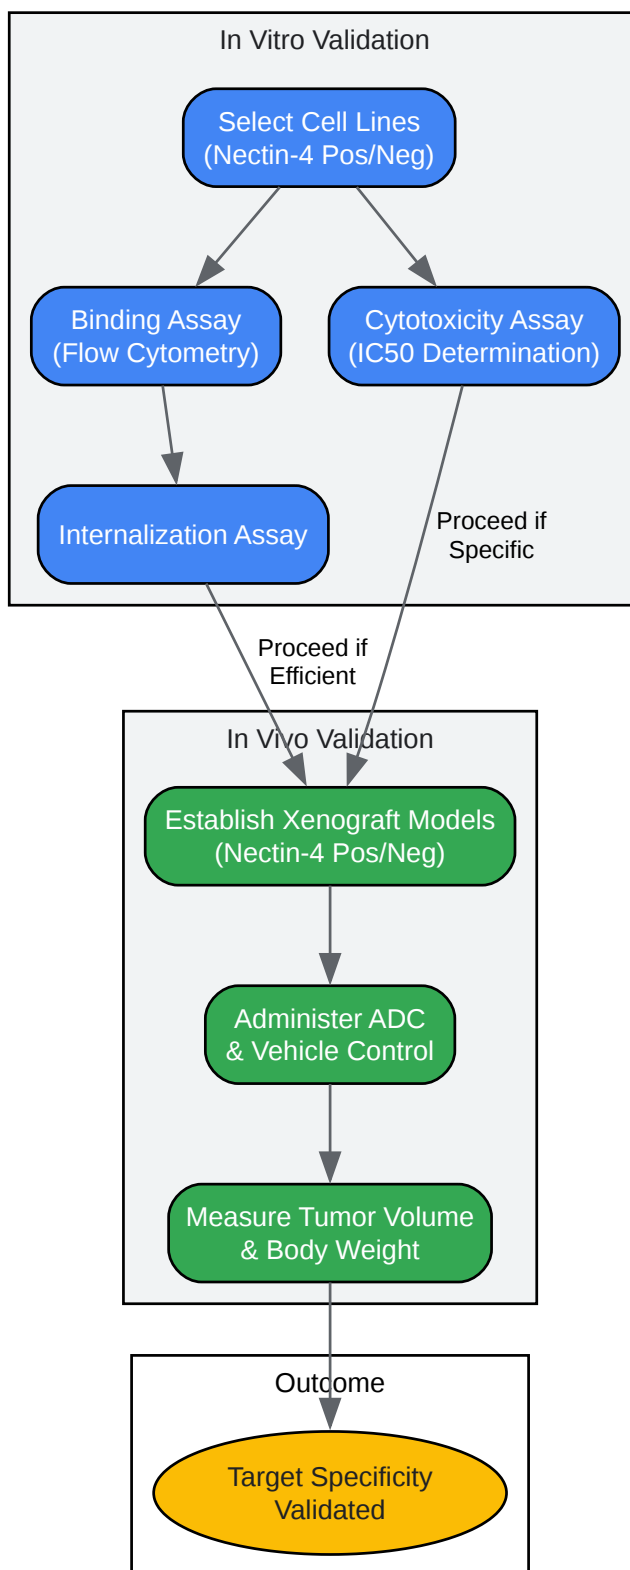 In Vitro Validation
Select Cell Lines
(Nectin-4 Pos/Neg)
Binding Assay
(Flow Cytometry)
Cytotoxicity Assay
(IC50 Determination)
Internalization Assay
Proceed if
Specific
Proceed if
Efficient
In Vivo Validation
Establish Xenograft Models
(Nectin-4 Pos/Neg)
Administer ADC
& Vehicle Control
Measure Tumor Volume
& Body Weight
Outcome
Target Specificity
Validated